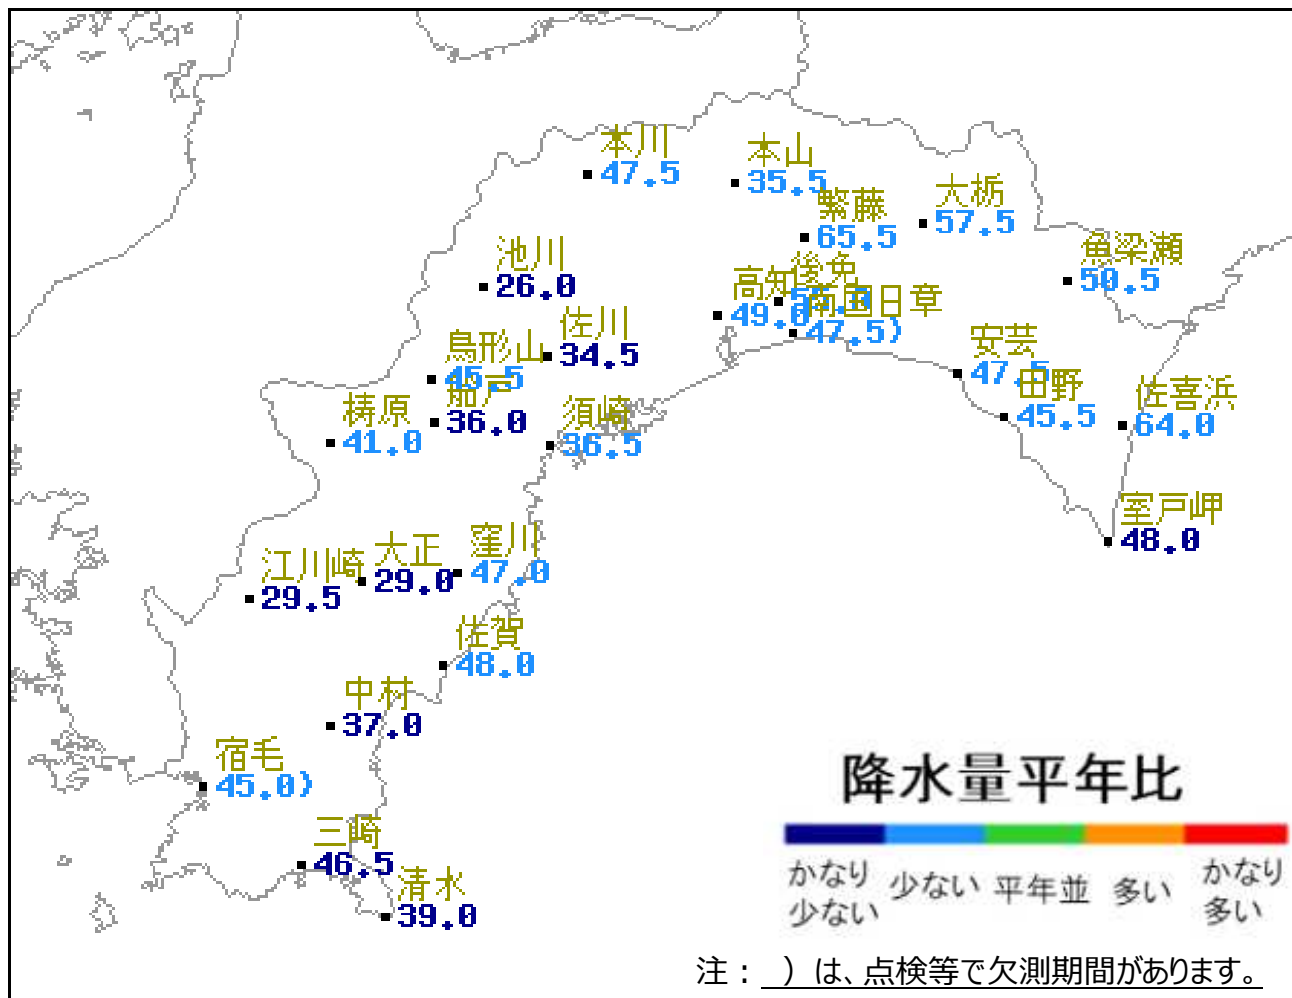 本川
47.5
本山
35.5
繁藤
65.5
大栃
57.5
魚梁瀬
50.5
池川
26.0
高知
49.0
後免
南国日章
47.5)
佐川
34.5
鳥形山
45.5
船戸
36.0
梼原
41.0
須崎
36.5
安芸
47.5
田野
45.5
佐喜浜
64.0
室戸岬
48.0
江川崎
29.5
大正
29.0
窪川
47.0
佐賀
48.0
中村
37.0
宿毛
45.0)
三崎
46.5
清水
39.0
降水量平年比
かなり
少ない
少ない
平年並
多い
かなり
多い
注： ）は、点検等で欠測期間があります。